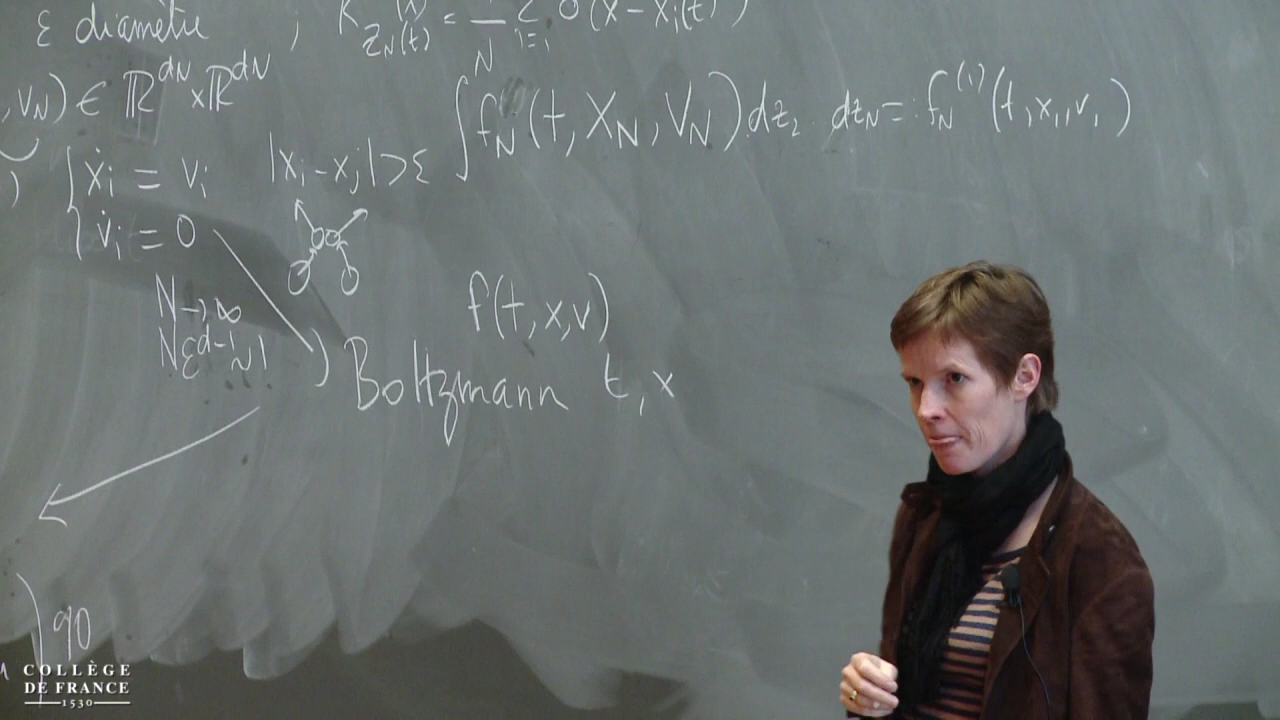 ε diamètre ;
, V_N) ∈ ℝ^{dN} × ℝ^{dN}
∫ f_N(t, X_N, V_N) dz_2 . dz_N =: f_N^{(1)}(t, x_1, v_1)
ẋ_i = v_i |x_i - x_j| > ε
v̇_i = 0
N → ∞ f(t, x, v)
Nε^{d-1} ~ 1
Boltzmann t, x
90
COLLÈGE
DE FRANCE
1530